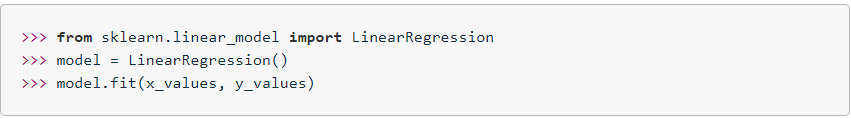 >>> from sklearn.linear_model import LinearRegression
>>> model = LinearRegression()
>>> model.fit(x_values, y_values)